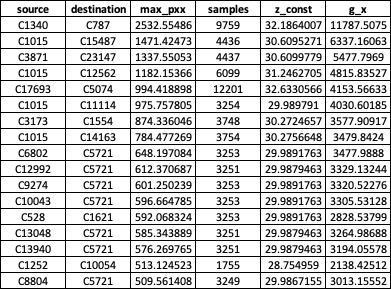 source destination max_pxx samples z_const g_x
C1340 C787 2532.55486 9759 32.1864007 11787.5075
C1015 C15487 1471.42473 4436 30.6095271 6337.16063
C3871 C23147 1337.55053 4437 30.6099779 5477.7969
C1015 C12562 1182.15366 6099 31.2462705 4815.83527
C17693 C5074 994.418898 12201 32.6330566 4153.56633
C1015 C11114 975.757805 3254 29.989791 4030.60185
C3173 C1554 874.336046 3748 30.2724657 3577.90917
C1015 C14163 784.477269 3754 30.2756648 3479.8424
C6802 C5721 648.197084 3253 29.9891763 3477.9888
C12992 C5721 612.370687 3251 29.9879463 3329.13244
C9274 C5721 601.250239 3253 29.9891763 3320.52276
C10043 C5721 596.664785 3253 29.9891763 3305.53128
C528 C1621 592.068324 3253 29.9891763 2828.53799
C13048 C5721 585.343889 3251 29.9879463 3264.98688
C13940 C5721 576.269765 3251 29.9879463 3194.05578
C1252 C10054 513.124523 1755 28.754959 2138.42512
C8804 C5721 509.561408 3249 29.9867155 3013.15552